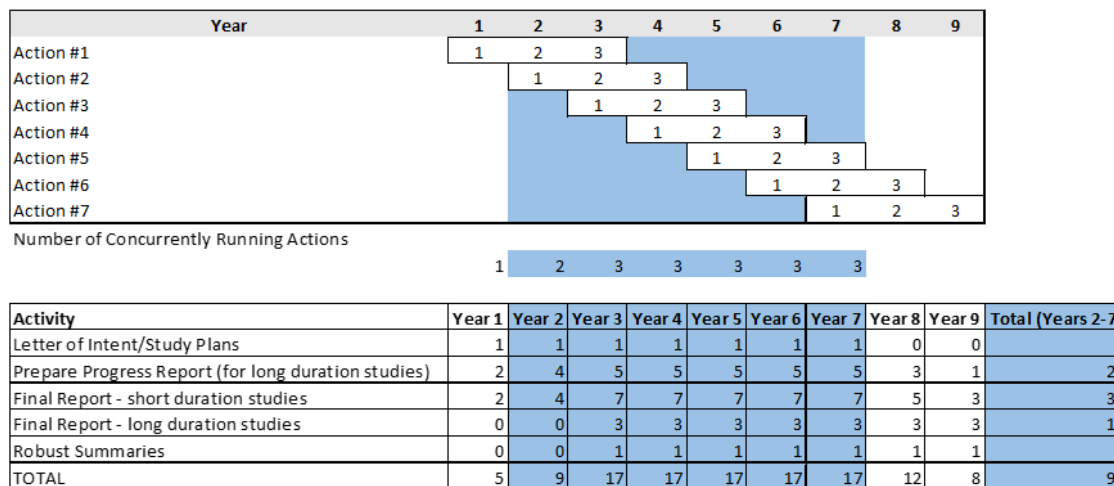 Year 1 2 3 4 5 6 7 8 9
Action #1 1 2 3
Action #2 1 2 3
Action #3 1 2 3
Action #4 1 2 3
Action #5 1 2 3
Action #6 1 2 3
Action #7 1 2 3
Number of Concurrently Running Actions
1 2 3 3 3 3 3
Activity Year 1 Year 2 Year 3 Year 4 Year 5 Year 6 Year 7 Year 8 Year 9 Total (Years 2-7
Letter of Intent/Study Plans 1 1 1 1 1 1 1 0 0
Prepare Progress Report (for long duration studies) 2 4 5 5 5 5 5 3 1 2
Final Report - short duration studies 2 4 7 7 7 7 7 5 3 3
Final Report - long duration studies 0 0 3 3 3 3 3 3 3 1
Robust Summaries 0 0 1 1 1 1 1 1 1
TOTAL 5 9 17 17 17 17 17 12 8 9